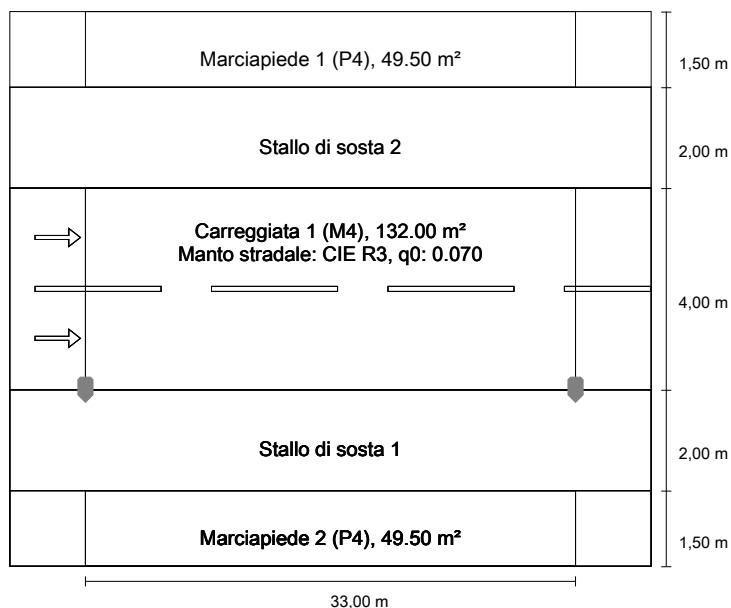 Marciapiede 1 (P4), 49.50 m²
1,50 m
Stallo di sosta 2
2,00 m
Carreggiata 1 (M4), 132.00 m²
Manto stradale: CIE R3, q0: 0.070
4,00 m
Stallo di sosta 1
2,00 m
Marciapiede 2 (P4), 49.50 m²
1,50 m
33,00 m